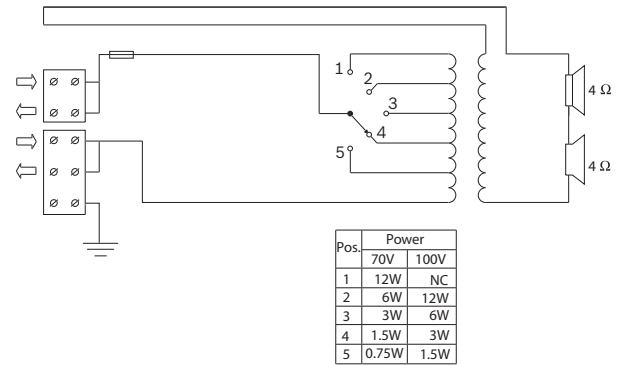 1
2
3
4
5
4 Ω
4 Ω
Pos. Power
70V 100V
1 12W NC
2 6W 12W
3 3W 6W
4 1.5W 3W
5 0.75W 1.5W